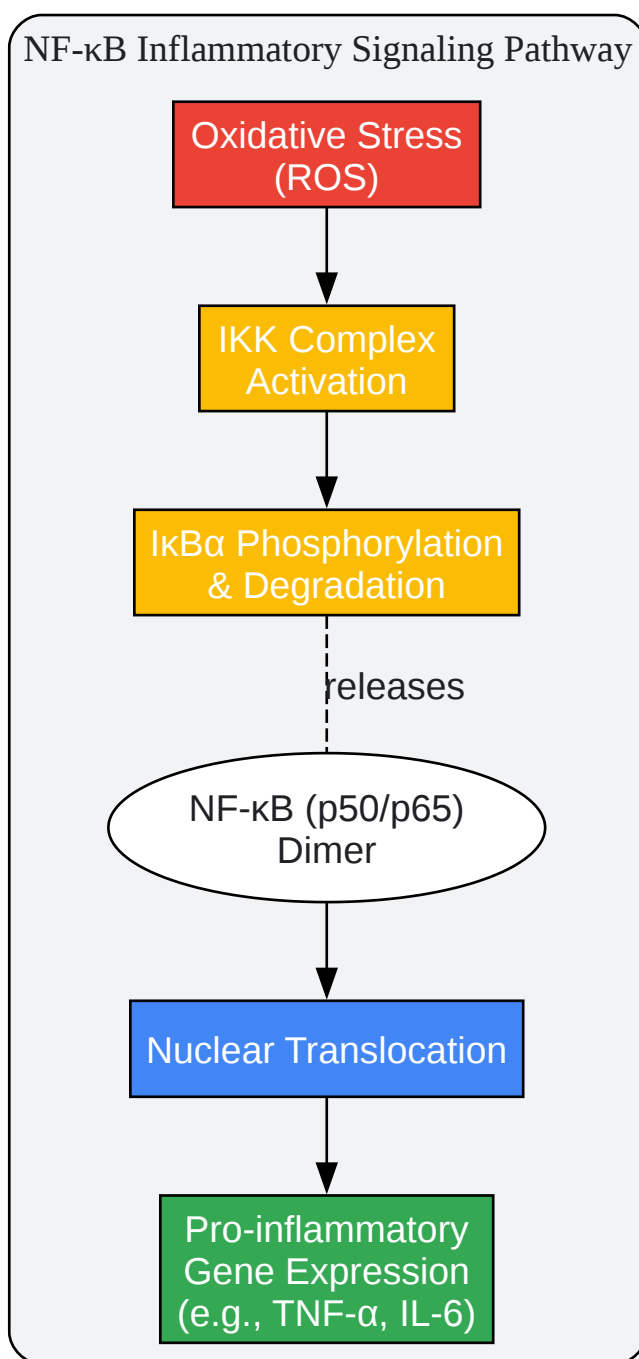 NF-κB Inflammatory Signaling Pathway
Oxidative Stress
(ROS)
IKK Complex
Activation
IκBα Phosphorylation
& Degradation
releases
NF-κB (p50/p65)
Dimer
Nuclear Translocation
Pro-inflammatory
Gene Expression
(e.g., TNF-α, IL-6)